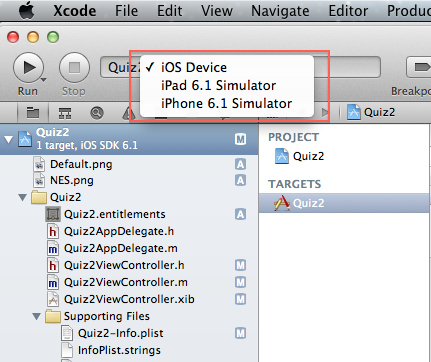 Xcode File Edit View Navigate Editor Produc
Quiz2
✓ iOS Device
iPad 6.1 Simulator
iPhone 6.1 Simulator
Run Stop Breakpo
Quiz2
Quiz2 M
1 target, iOS SDK 6.1
Default.png A
NES.png A
Quiz2
Quiz2.entitlements A
h Quiz2AppDelegate.h
m Quiz2AppDelegate.m
h Quiz2ViewController.h M
m Quiz2ViewController.m M
Quiz2ViewController.xib M
Supporting Files
Quiz2-Info.plist M
InfoPlist.strings
PROJECT
Quiz2
TARGETS
Quiz2